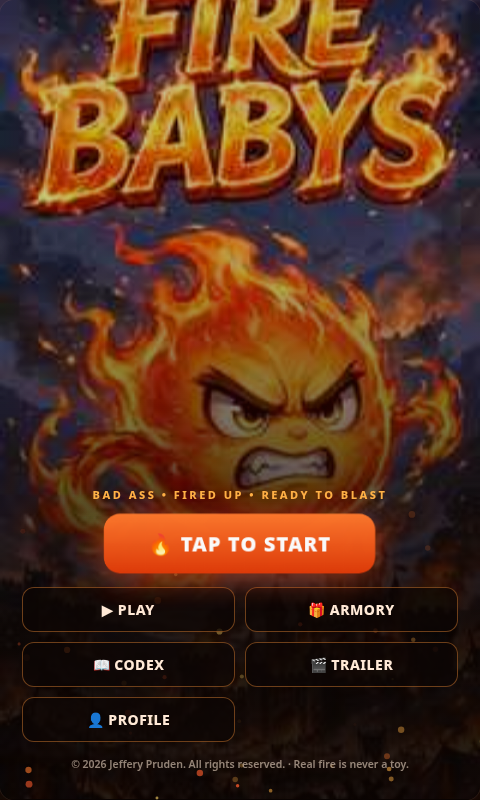 FIRE
BABYS
BAD ASS • FIRED UP • READY TO BLAST
🔥 TAP TO START
▶ PLAY
🎁 ARMORY
📖 CODEX
🎬 TRAILER
👤 PROFILE
© 2026 Jeffery Pruden. All rights reserved. · Real fire is never a toy.